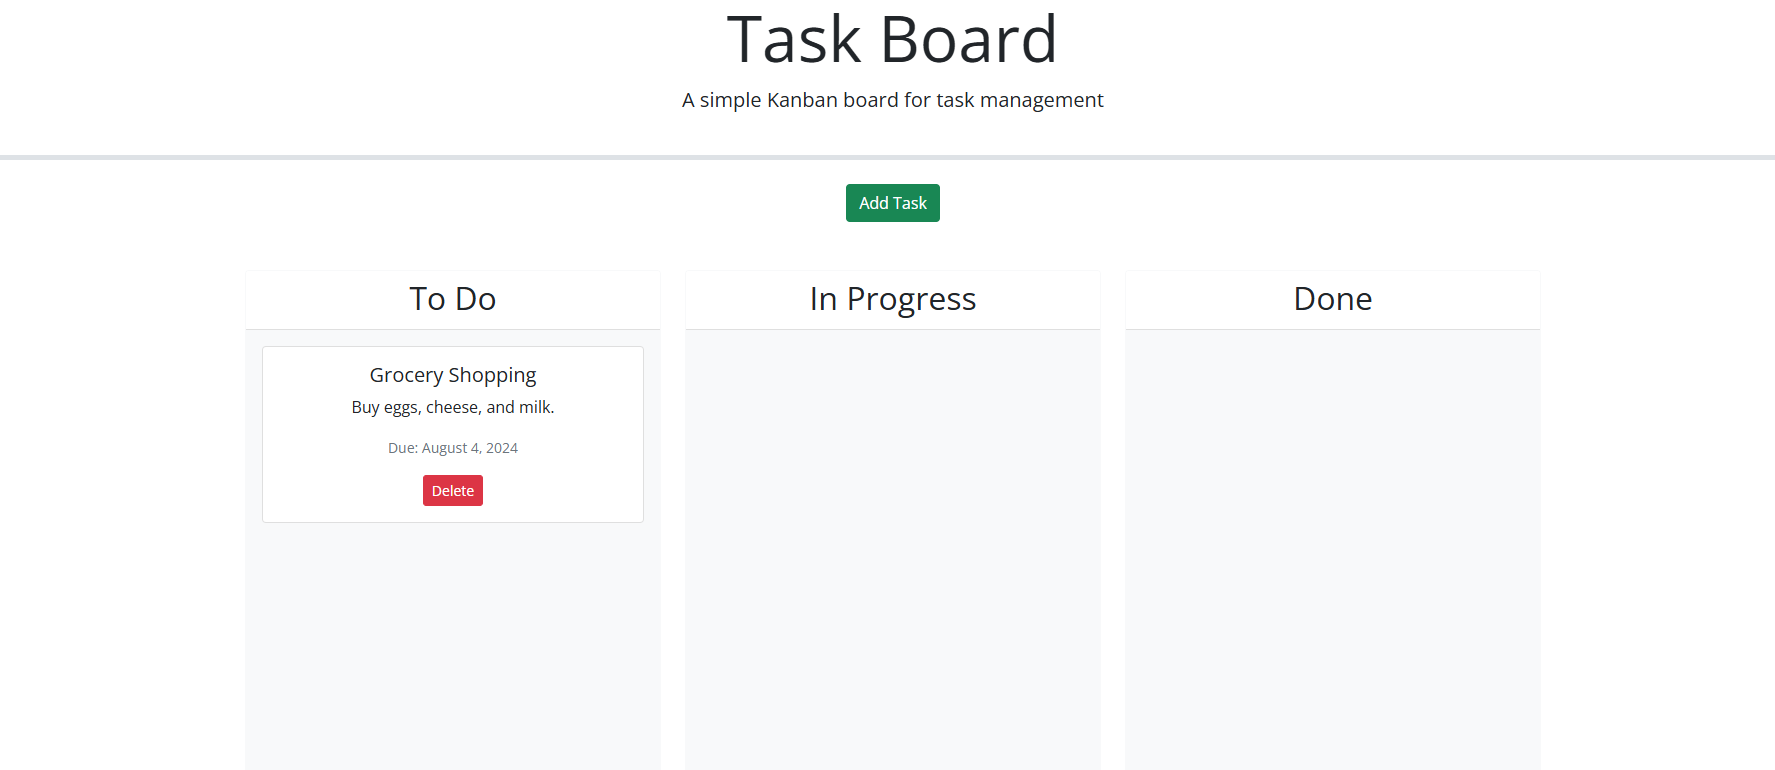 Task Board
A simple Kanban board for task management
Add Task
To Do
Grocery Shopping
Buy eggs, cheese, and milk.
Due: August 4, 2024
Delete
In Progress
Done